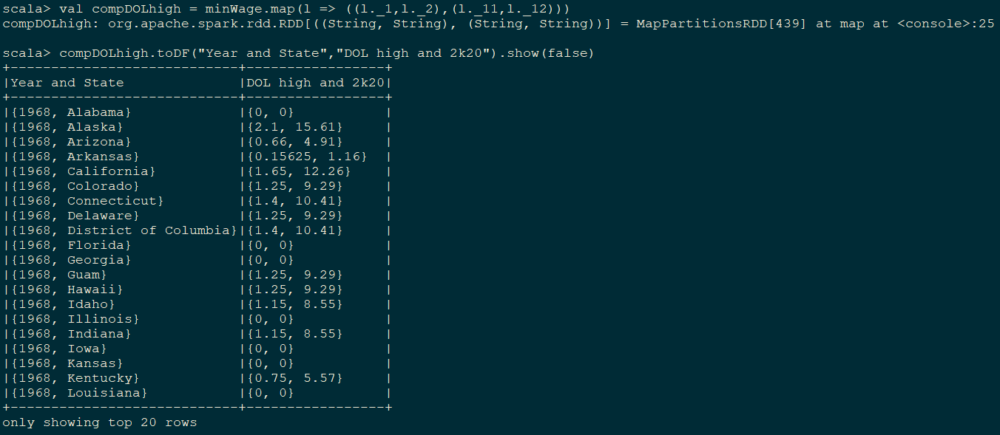 scala> val compDOLhigh = minWage.map(l => ((l._1,l._2),(l._11,l._12)))
compDOLhigh: org.apache.spark.rdd.RDD[((String, String), (String, String))] = MapPartitionsRDD[439] at map at <console>:25
scala> compDOLhigh.toDF("Year and State","DOL high and 2k20").show(false)
+----------------------------+-----------------+
|Year and State              |DOL high and 2k20|
+----------------------------+-----------------+
|{1968, Alabama}             |{0, 0}           |
|{1968, Alaska}              |{2.1, 15.61}     |
|{1968, Arizona}             |{0.66, 4.91}     |
|{1968, Arkansas}            |{0.15625, 1.16}  |
|{1968, California}          |{1.65, 12.26}    |
|{1968, Colorado}            |{1.25, 9.29}     |
|{1968, Connecticut}         |{1.4, 10.41}     |
|{1968, Delaware}            |{1.25, 9.29}     |
|{1968, District of Columbia}|{1.4, 10.41}     |
|{1968, Florida}             |{0, 0}           |
|{1968, Georgia}             |{0, 0}           |
|{1968, Guam}                |{1.25, 9.29}     |
|{1968, Hawaii}              |{1.25, 9.29}     |
|{1968, Idaho}               |{1.15, 8.55}     |
|{1968, Illinois}            |{0, 0}           |
|{1968, Indiana}             |{1.15, 8.55}     |
|{1968, Iowa}                |{0, 0}           |
|{1968, Kansas}              |{0, 0}           |
|{1968, Kentucky}            |{0.75, 5.57}     |
|{1968, Louisiana}           |{0, 0}           |
+----------------------------+-----------------+
only showing top 20 rows